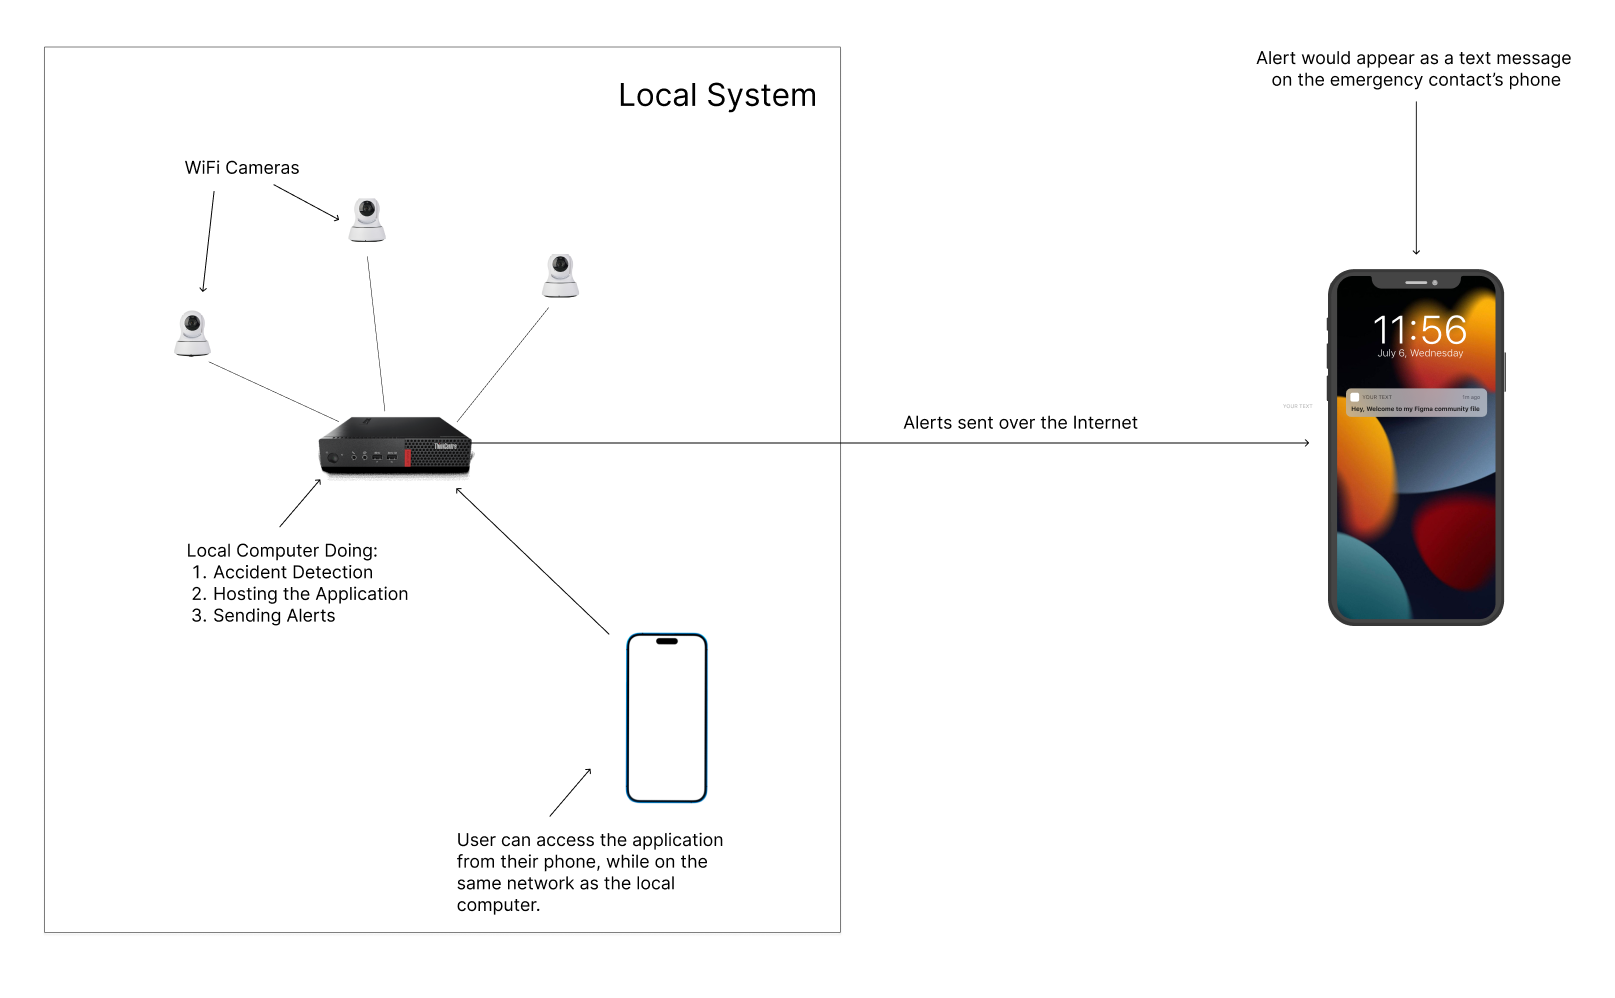 Local System
WiFi Cameras
Alert would appear as a text message
on the emergency contact’s phone
11:56
July 6, Wednesday
YOUR TEXT
1m ago
Hey, Welcome to my Figma community file
YOUR TEXT
Alerts sent over the Internet
ThinkCentre
Local Computer Doing:
1. Accident Detection
2. Hosting the Application
3. Sending Alerts
User can access the application
from their phone, while on the
same network as the local
computer.